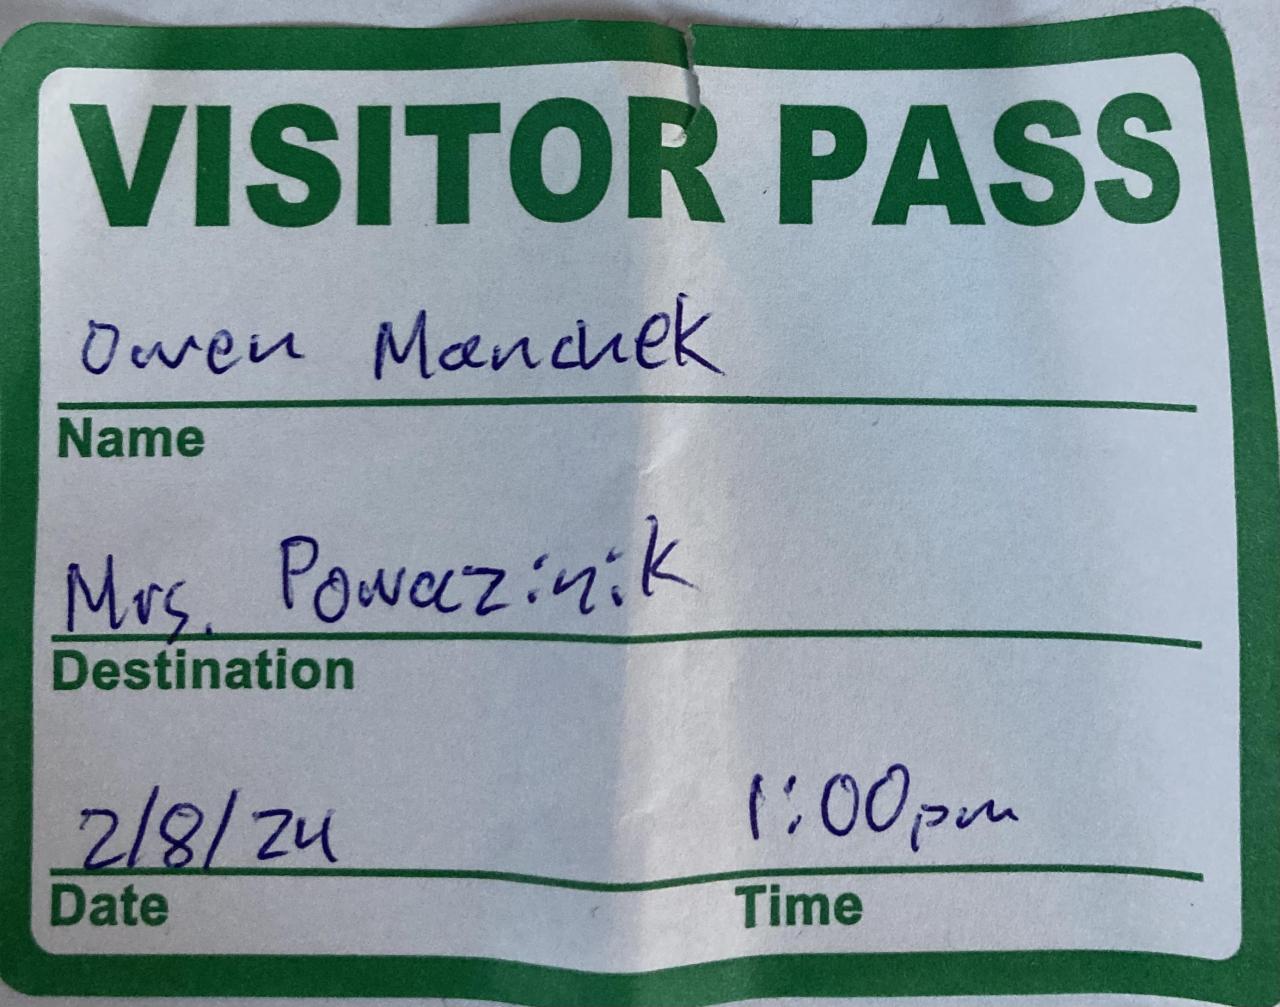 VISITOR PASS
Owen Manchek
Name
Mrs. Powazinik
Destination
2/8/24 1:00pm
Date Time